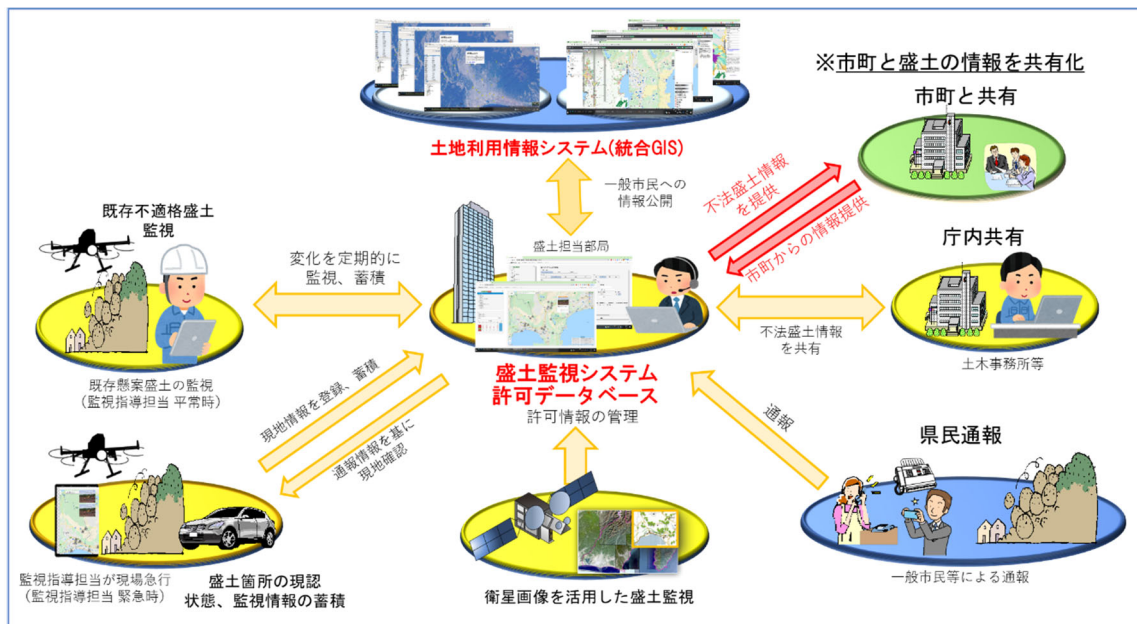 ※市町と盛土の情報を共有化
市町と共有
土地利用情報システム(統合GIS)
一般市民への
情報公開
不法盛土情報
を提供
市町からの情報提供
既存不適格盛土
監視
変化を定期的に
監視、蓄積
盛土担当部局
庁内共有
不法盛土情報
を共有
土木事務所等
既存懸案盛土の監視
(監視指導担当 平常時)
盛土監視システム
許可データベース
許可情報の管理
現地情報を登録、蓄積
通報情報を基に
現地確認
通報
県民通報
監視指導担当が現場急行
(監視指導担当 緊急時)
盛土箇所の現認
状態、監視情報の蓄積
衛星画像を活用した盛土監視
一般市民等による通報